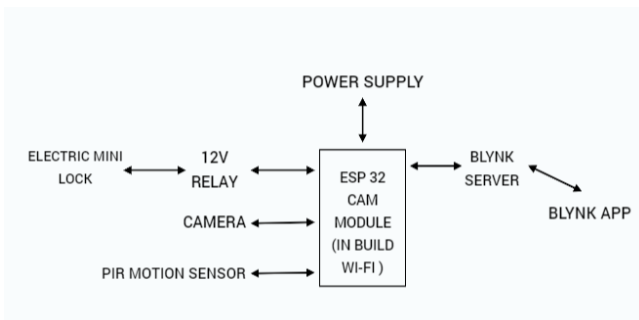 POWER SUPPLY
ELECTRIC MINI
LOCK
12V
RELAY
CAMERA
PIR MOTION SENSOR
ESP 32
CAM
MODULE
(IN BUILD
WI-FI )
BLYNK
SERVER
BLYNK APP